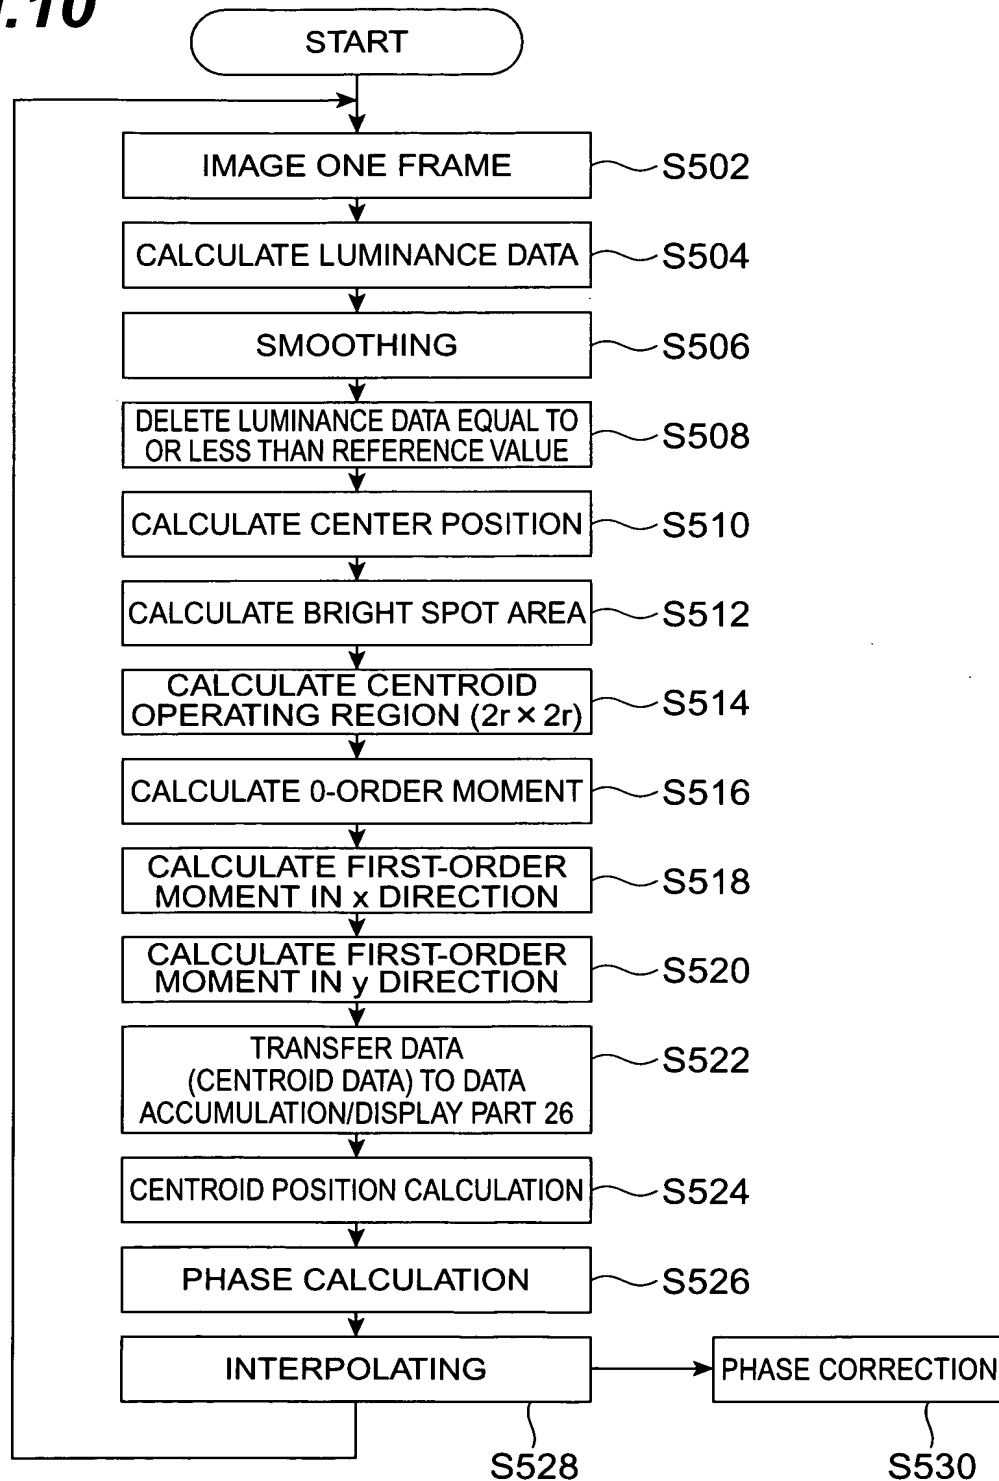 .10
START
IMAGE ONE FRAME
S502
CALCULATE LUMINANCE DATA
S504
SMOOTHING
S506
DELETE LUMINANCE DATA EQUAL TO
OR LESS THAN REFERENCE VALUE
S508
CALCULATE CENTER POSITION
S510
CALCULATE BRIGHT SPOT AREA
S512
CALCULATE CENTROID
OPERATING REGION (2r × 2r)
S514
CALCULATE 0-ORDER MOMENT
S516
CALCULATE FIRST-ORDER
MOMENT IN x DIRECTION
S518
CALCULATE FIRST-ORDER
MOMENT IN y DIRECTION
S520
TRANSFER DATA
(CENTROID DATA) TO DATA
ACCUMULATION/DISPLAY PART 26
S522
CENTROID POSITION CALCULATION
S524
PHASE CALCULATION
S526
INTERPOLATING
PHASE CORRECTION
S528
S530